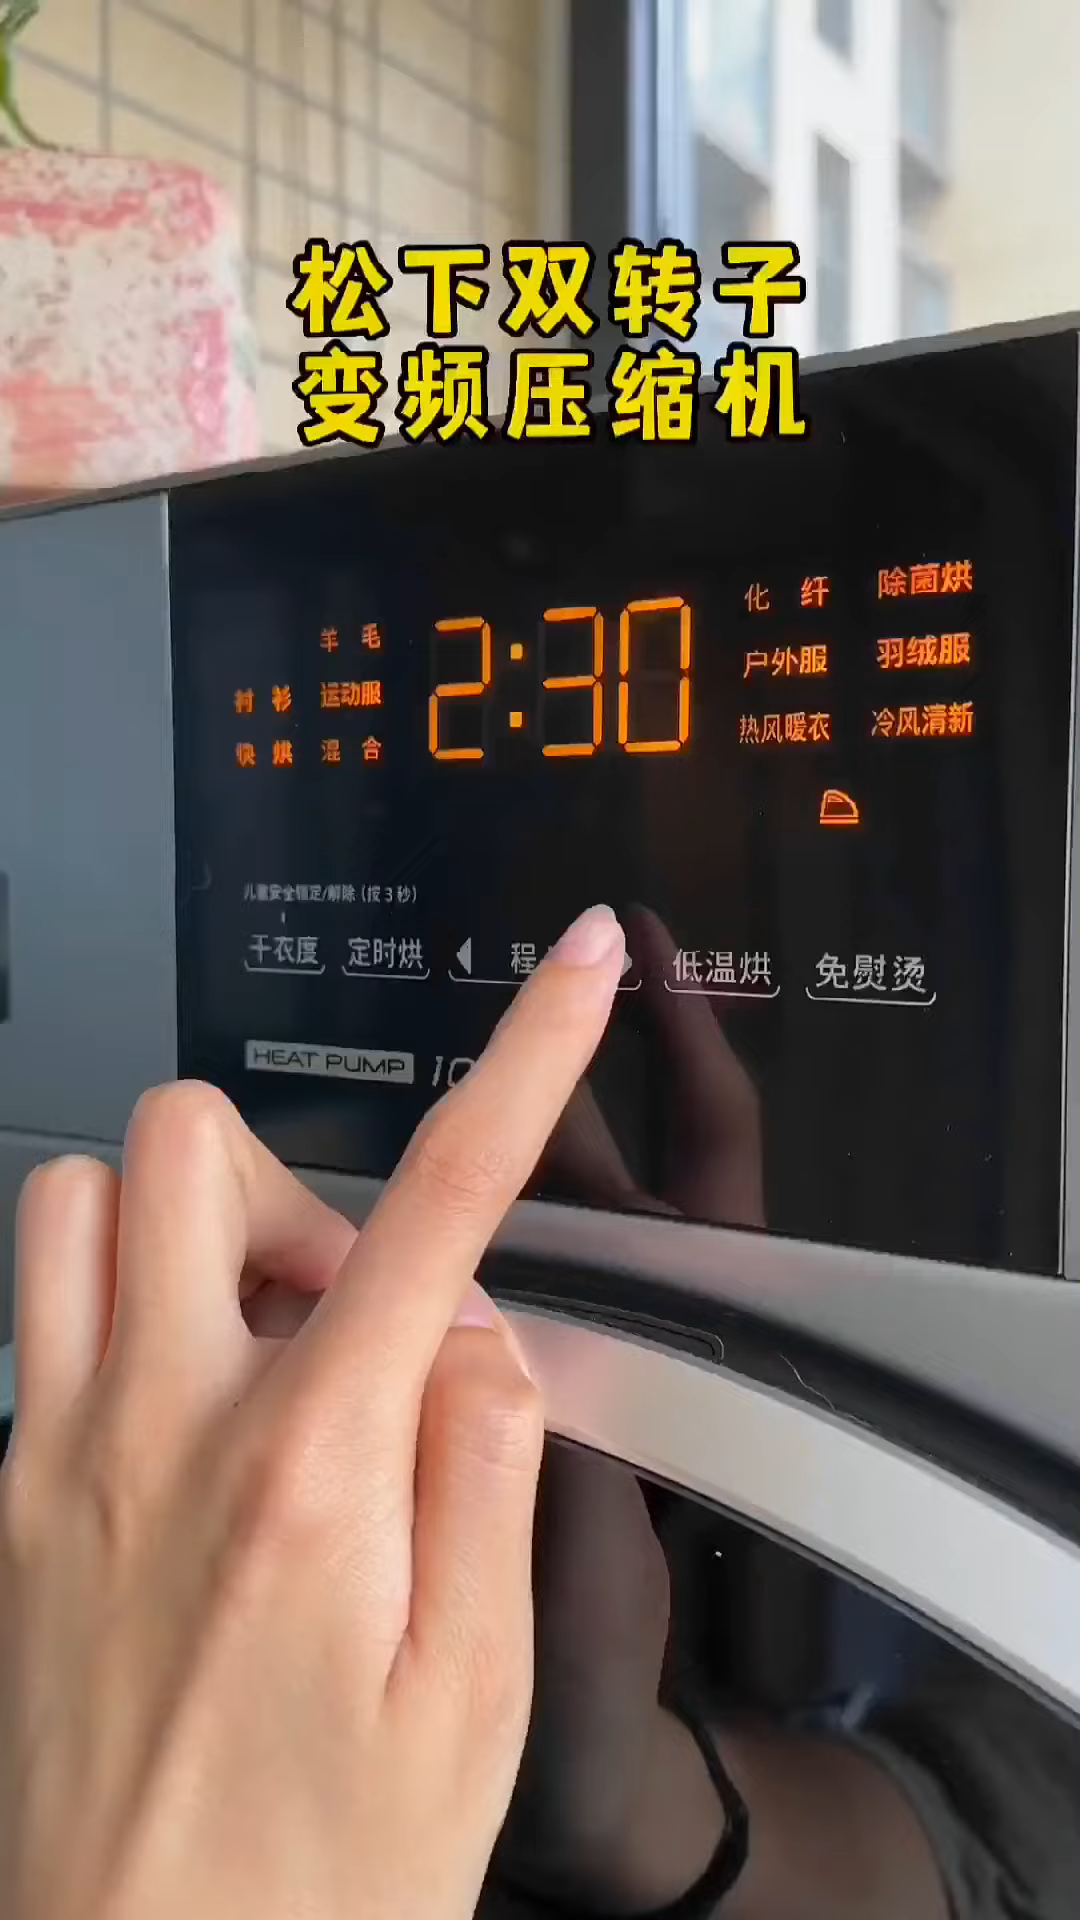 松下双转子
变频压缩机
羊毛
衬衫 运动服
快烘 混合
2:30
化纤 除菌烘
户外服 羽绒服
热风暖衣 冷风清新
儿童安全锁定/解除（按3秒）
干衣度 定时烘 ◀ 程 ▶ 低温烘 免熨烫
HEAT PUMP 10